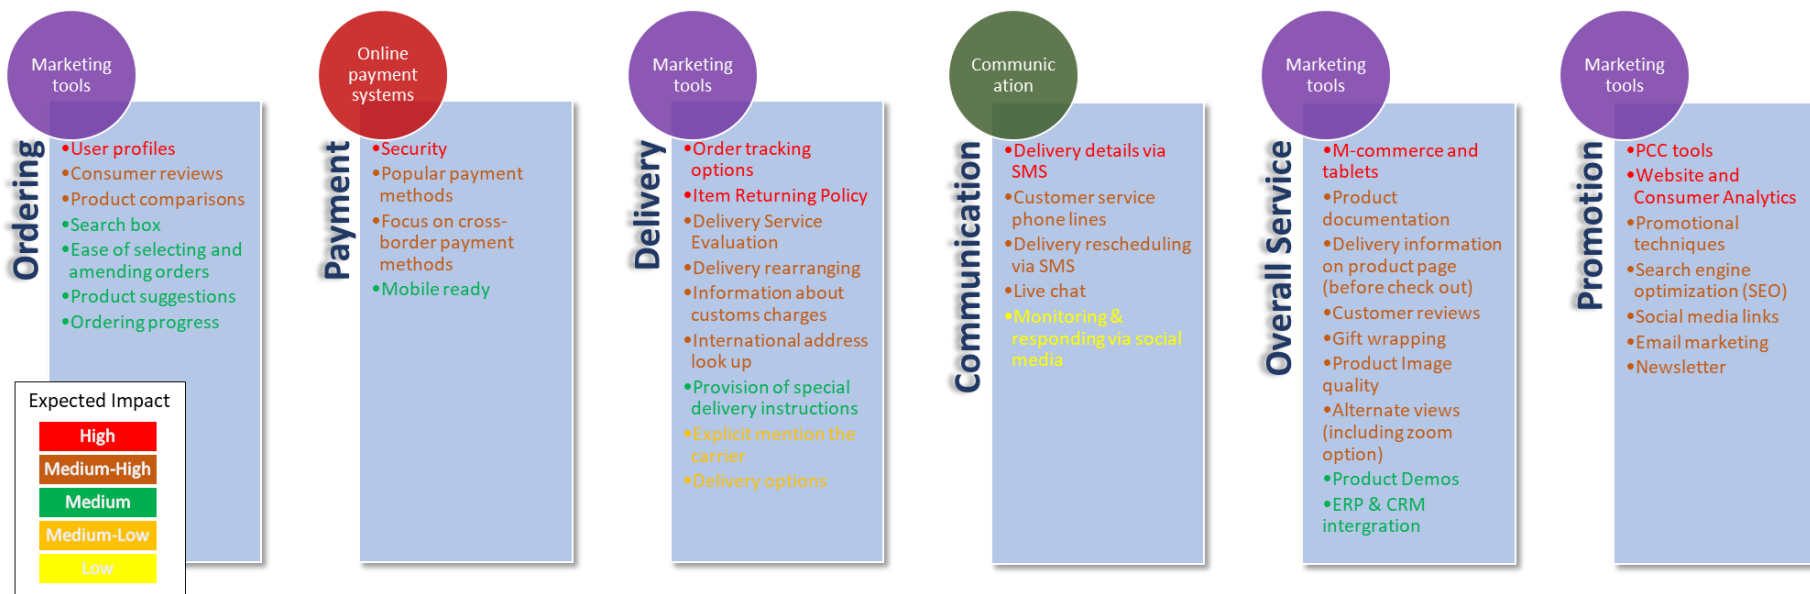 Marketing
tools
Ordering
•User profiles
•Consumer reviews
•Product comparisons
•Search box
•Ease of selecting and
amending orders
•Product suggestions
•Ordering progress
Expected Impact
High
Medium-High
Medium
Medium-Low
Low
Online
payment
systems
Payment
•Security
•Popular payment
methods
•Focus on cross-
border payment
methods
•Mobile ready
Marketing
tools
Delivery
•Order tracking
options
•Item Returning Policy
•Delivery Service
Evaluation
•Delivery rearranging
•Information about
customs charges
•International address
look up
•Provision of special
delivery instructions
•Explicit mention the
carrier
•Delivery options
Communic
ation
Communication
•Delivery details via
SMS
•Customer service
phone lines
•Delivery rescheduling
via SMS
•Live chat
•Monitoring &
responding via social
media
Marketing
tools
Overall Service
•M-commerce and
tablets
•Product
documentation
•Delivery information
on product page
(before check out)
•Customer reviews
•Gift wrapping
•Product Image
quality
•Alternate views
(including zoom
option)
•Product Demos
•ERP & CRM
intergration
Marketing
tools
Promotion
•PCC tools
•Website and
Consumer Analytics
•Promotional
techniques
•Search engine
optimization (SEO)
•Social media links
•Email marketing
•Newsletter